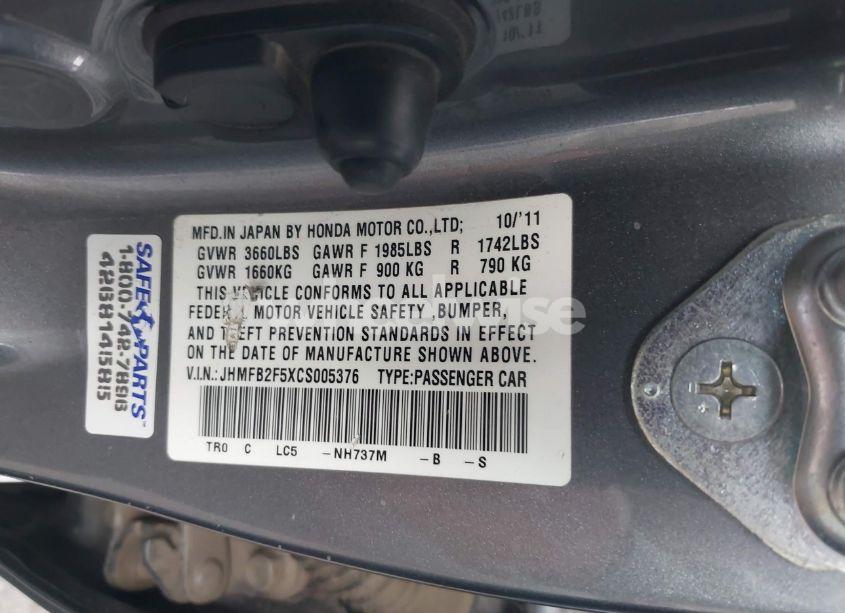 MFD.IN JAPAN BY HONDA MOTOR CO.,LTD; 10/'11
GVWR 3660LBS GAWR F 1985LBS R 1742LBS
GVWR 1660KG GAWR F 900 KG R 790 KG
THIS VEHICLE CONFORMS TO ALL APPLICABLE
FEDERAL MOTOR VEHICLE SAFETY ,BUMPER,
AND THEFT PREVENTION STANDARDS IN EFFECT
ON THE DATE OF MANUFACTURE SHOWN ABOVE.
V.I.N.: JHMFB2F5XCS005376 TYPE:PASSENGER CAR
TR0 C LC5 -NH737M -B -S
SAFE PARTS™
1-800-742-7896